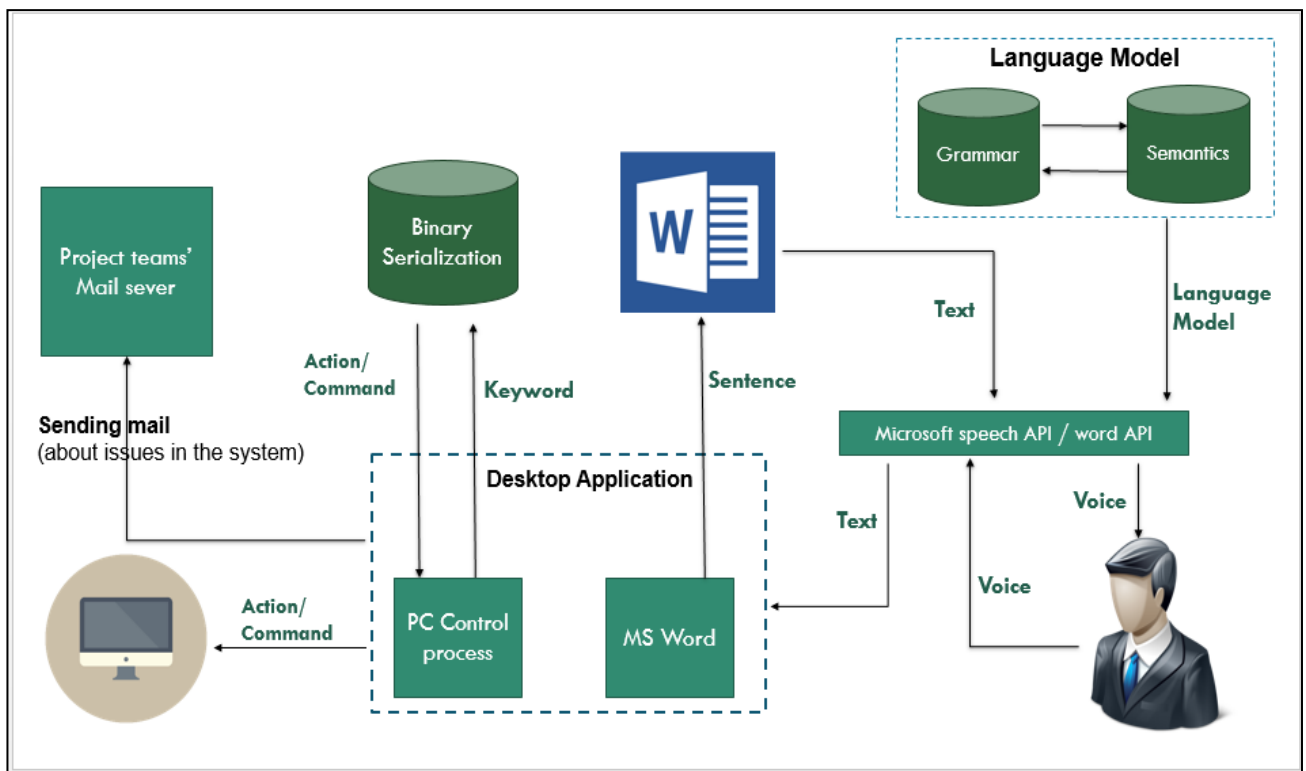 Language Model
Grammar
Semantics
W
Binary
Serialization
Project teams'
Mail sever
Text
Language
Model
Action/
Command
Keyword
Sentence
Microsoft speech API / word API
Sending mail
(about issues in the system)
Desktop Application
Text
Voice
Voice
Action/
Command
PC Control
process
MS Word